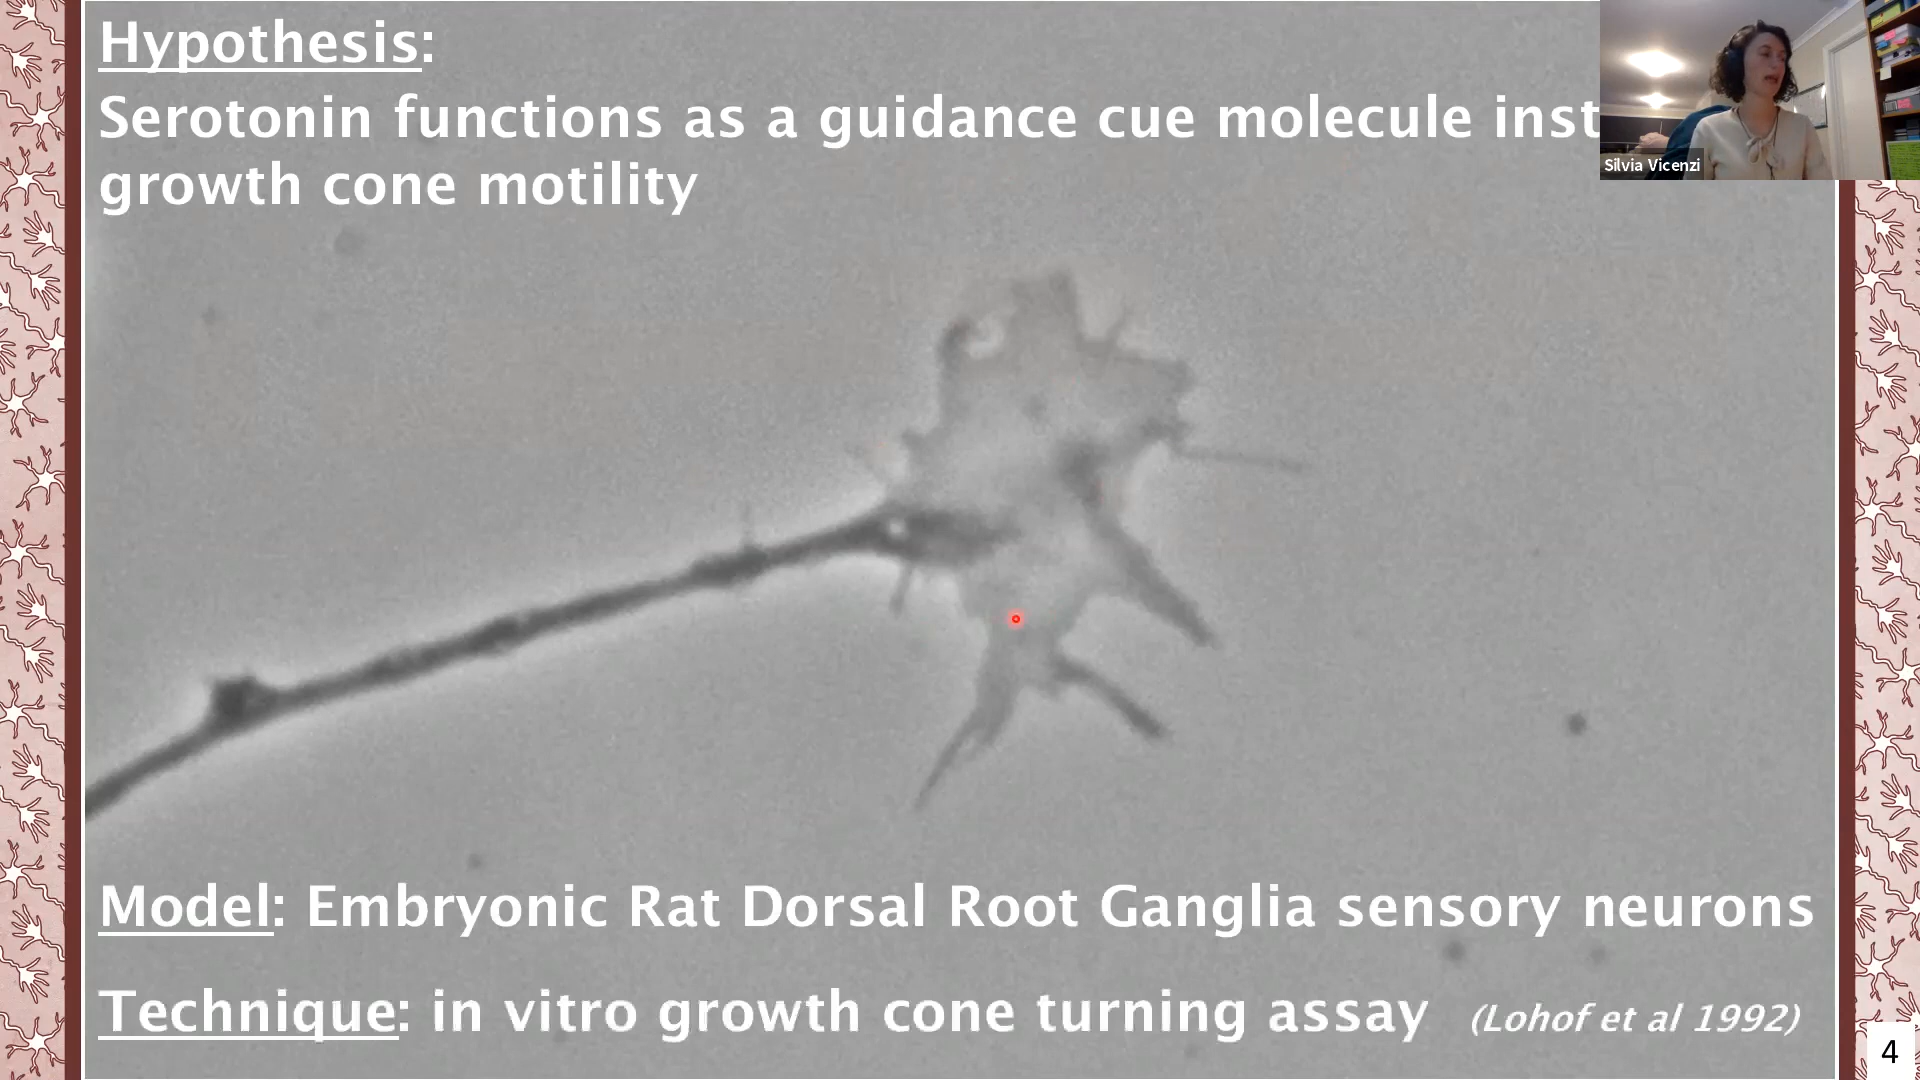 Hypothesis:
Serotonin functions as a guidance cue molecule
growth cone motility
Silvia Vicenzi
Model: Embryonic Rat Dorsal Root Ganglia sensory neurons
Technique: in vitro growth cone turning assay (Lohof et al 1992)
4